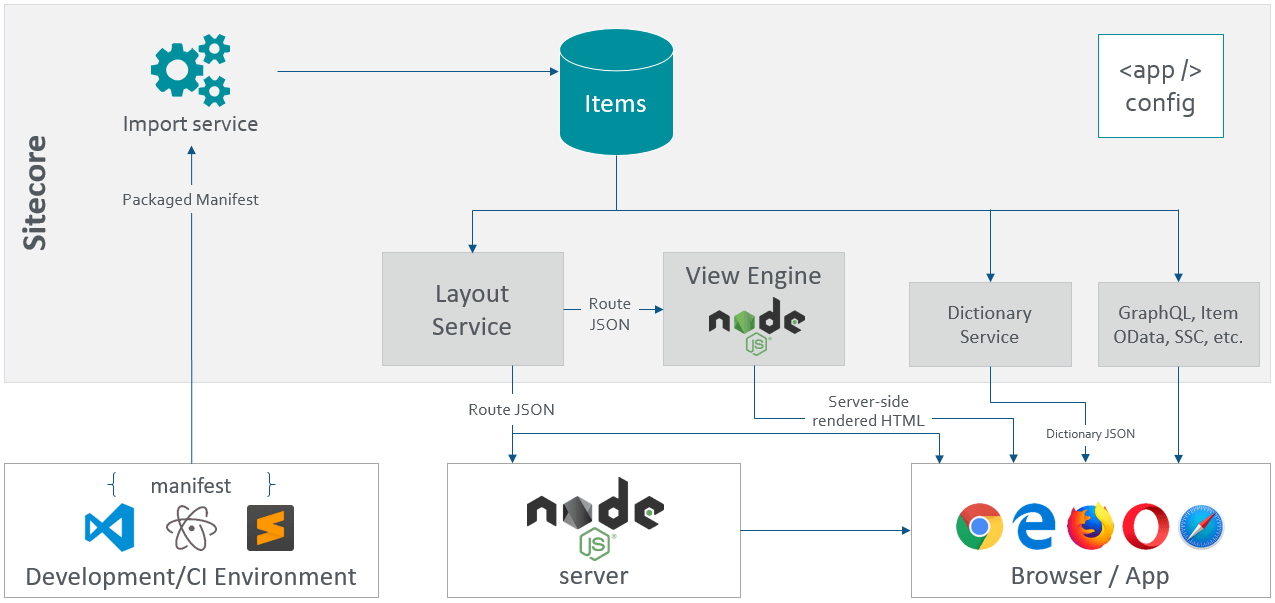 Sitecore
Import service
Packaged Manifest
Items
<app />
config
Layout
Service
Route
JSON
View Engine
node
JS
Dictionary
Service
GraphQL, Item
OData, SSC, etc.
Route JSON
Server-side
rendered HTML
Dictionary JSON
{ manifest }
Development/CI Environment
node
JS
server
Browser / App